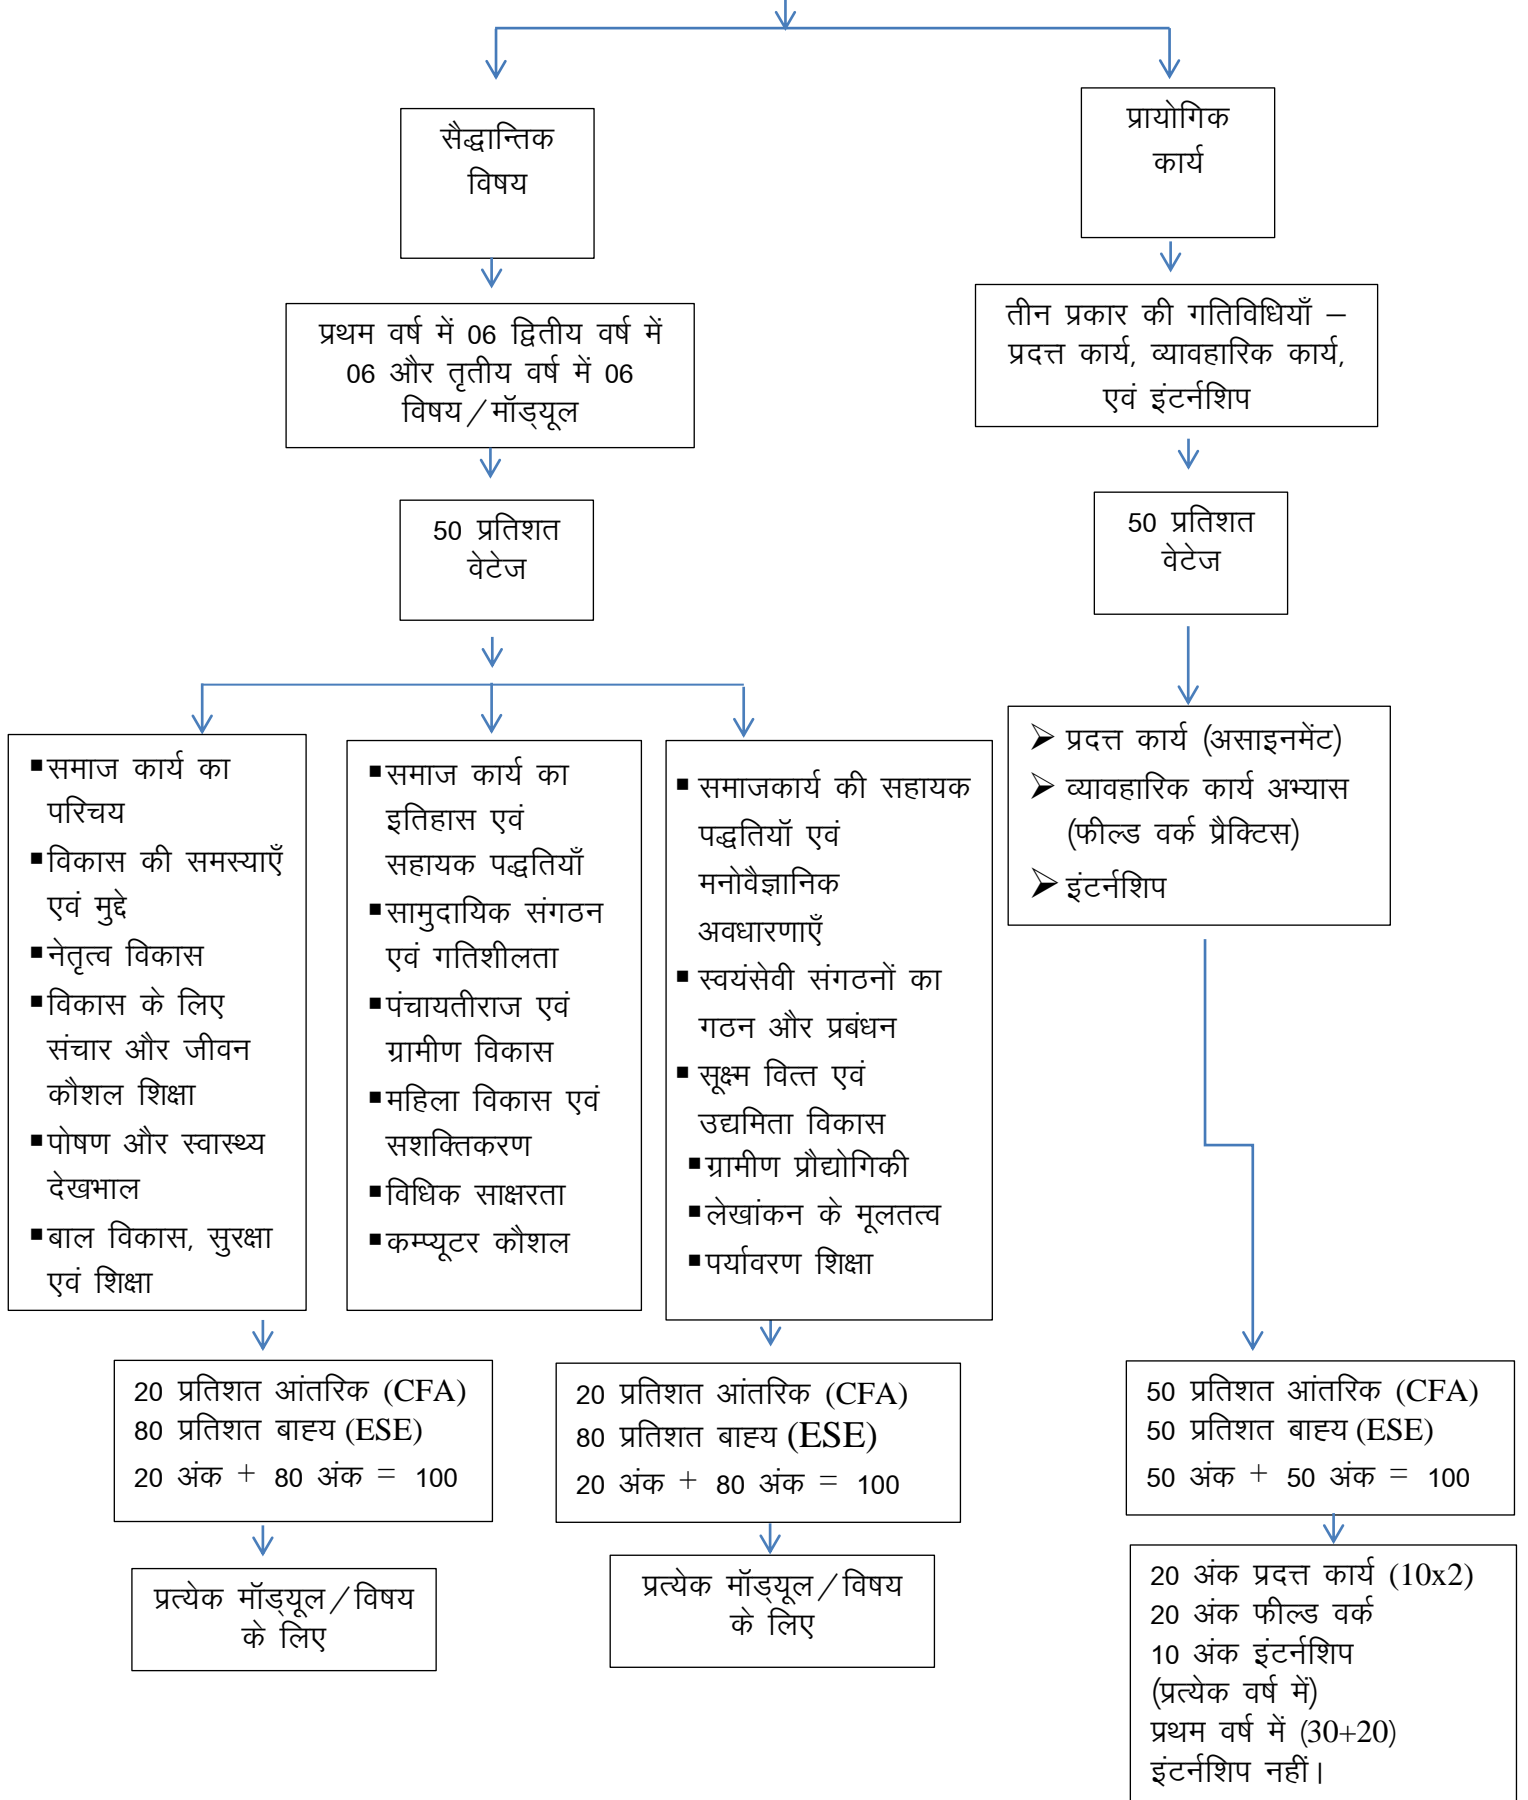 सैद्धान्तिक
विषय
प्रायोगिक
कार्य
प्रथम वर्ष में 06 द्वितीय वर्ष में
06 और तृतीय वर्ष में 06
विषय/मॉड्यूल
तीन प्रकार की गतिविधियाँ –
प्रदत्त कार्य, व्यावहारिक कार्य,
एवं इंटर्नशिप
50 प्रतिशत
वेटेज
50 प्रतिशत
वेटेज
▪समाज कार्य का
परिचय
▪विकास की समस्याएँ
एवं मुद्दे
▪नेतृत्व विकास
▪विकास के लिए
संचार और जीवन
कौशल शिक्षा
▪पोषण और स्वास्थ्य
देखभाल
▪बाल विकास, सुरक्षा
एवं शिक्षा
▪समाज कार्य का
इतिहास एवं
सहायक पद्धतियाँ
▪सामुदायिक संगठन
एवं गतिशीलता
▪पंचायतीराज एवं
ग्रामीण विकास
▪महिला विकास एवं
सशक्तिकरण
▪विधिक साक्षरता
▪कम्प्यूटर कौशल
▪ समाजकार्य की सहायक
पद्धतियॉ एवं
मनोवैज्ञानिक
अवधारणाएँ
▪ स्वयंसेवी संगठनों का
गठन और प्रबंधन
▪ सूक्ष्म वित्त एवं
उद्यमिता विकास
▪ग्रामीण प्रौद्योगिकी
▪लेखांकन के मूलतत्व
▪पर्यावरण शिक्षा
➢ प्रदत्त कार्य (असाइनमेंट)
➢ व्यावहारिक कार्य अभ्यास
(फील्ड वर्क प्रैक्टिस)
➢ इंटर्नशिप
20 प्रतिशत आंतरिक (CFA)
80 प्रतिशत बाह्य (ESE)
20 अंक + 80 अंक = 100
20 प्रतिशत आंतरिक (CFA)
80 प्रतिशत बाह्य (ESE)
20 अंक + 80 अंक = 100
50 प्रतिशत आंतरिक (CFA)
50 प्रतिशत बाह्य (ESE)
50 अंक + 50 अंक = 100
प्रत्येक मॉड्यूल/विषय
के लिए
प्रत्येक मॉड्यूल/विषय
के लिए
20 अंक प्रदत्त कार्य (10x2)
20 अंक फील्ड वर्क
10 अंक इंटर्नशिप
(प्रत्येक वर्ष में)
प्रथम वर्ष में (30+20)
इंटर्नशिप नहीं।